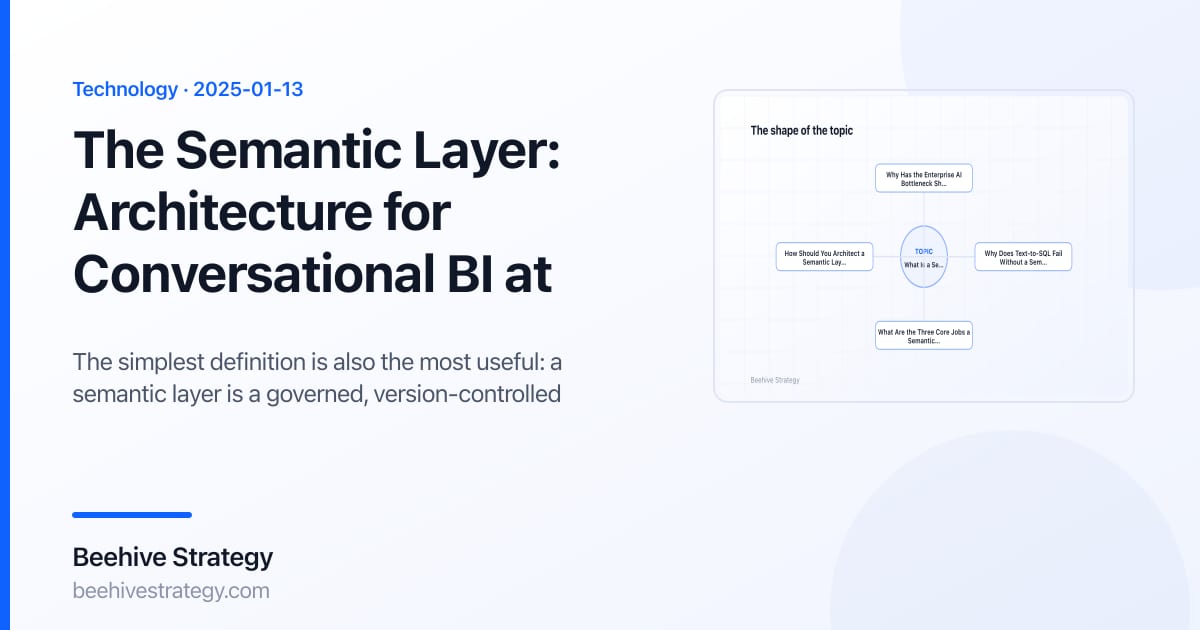 Technology · 2025-01-13
The Semantic Layer:
Architecture for
Conversational BI at
The simplest definition is also the most useful: a
semantic layer is a governed, version-controlled
Beehive Strategy
beehivestrategy.com
The shape of the topic
Why Has the Enterprise AI
Bottleneck Sh...
How Should You Architect a
Semantic Lay...
TOPIC
What Is a Se...
Why Does Text-to-SQL Fail
Without a Sem...
What Are the Three Core Jobs a
Semantic...
Beehive Strategy